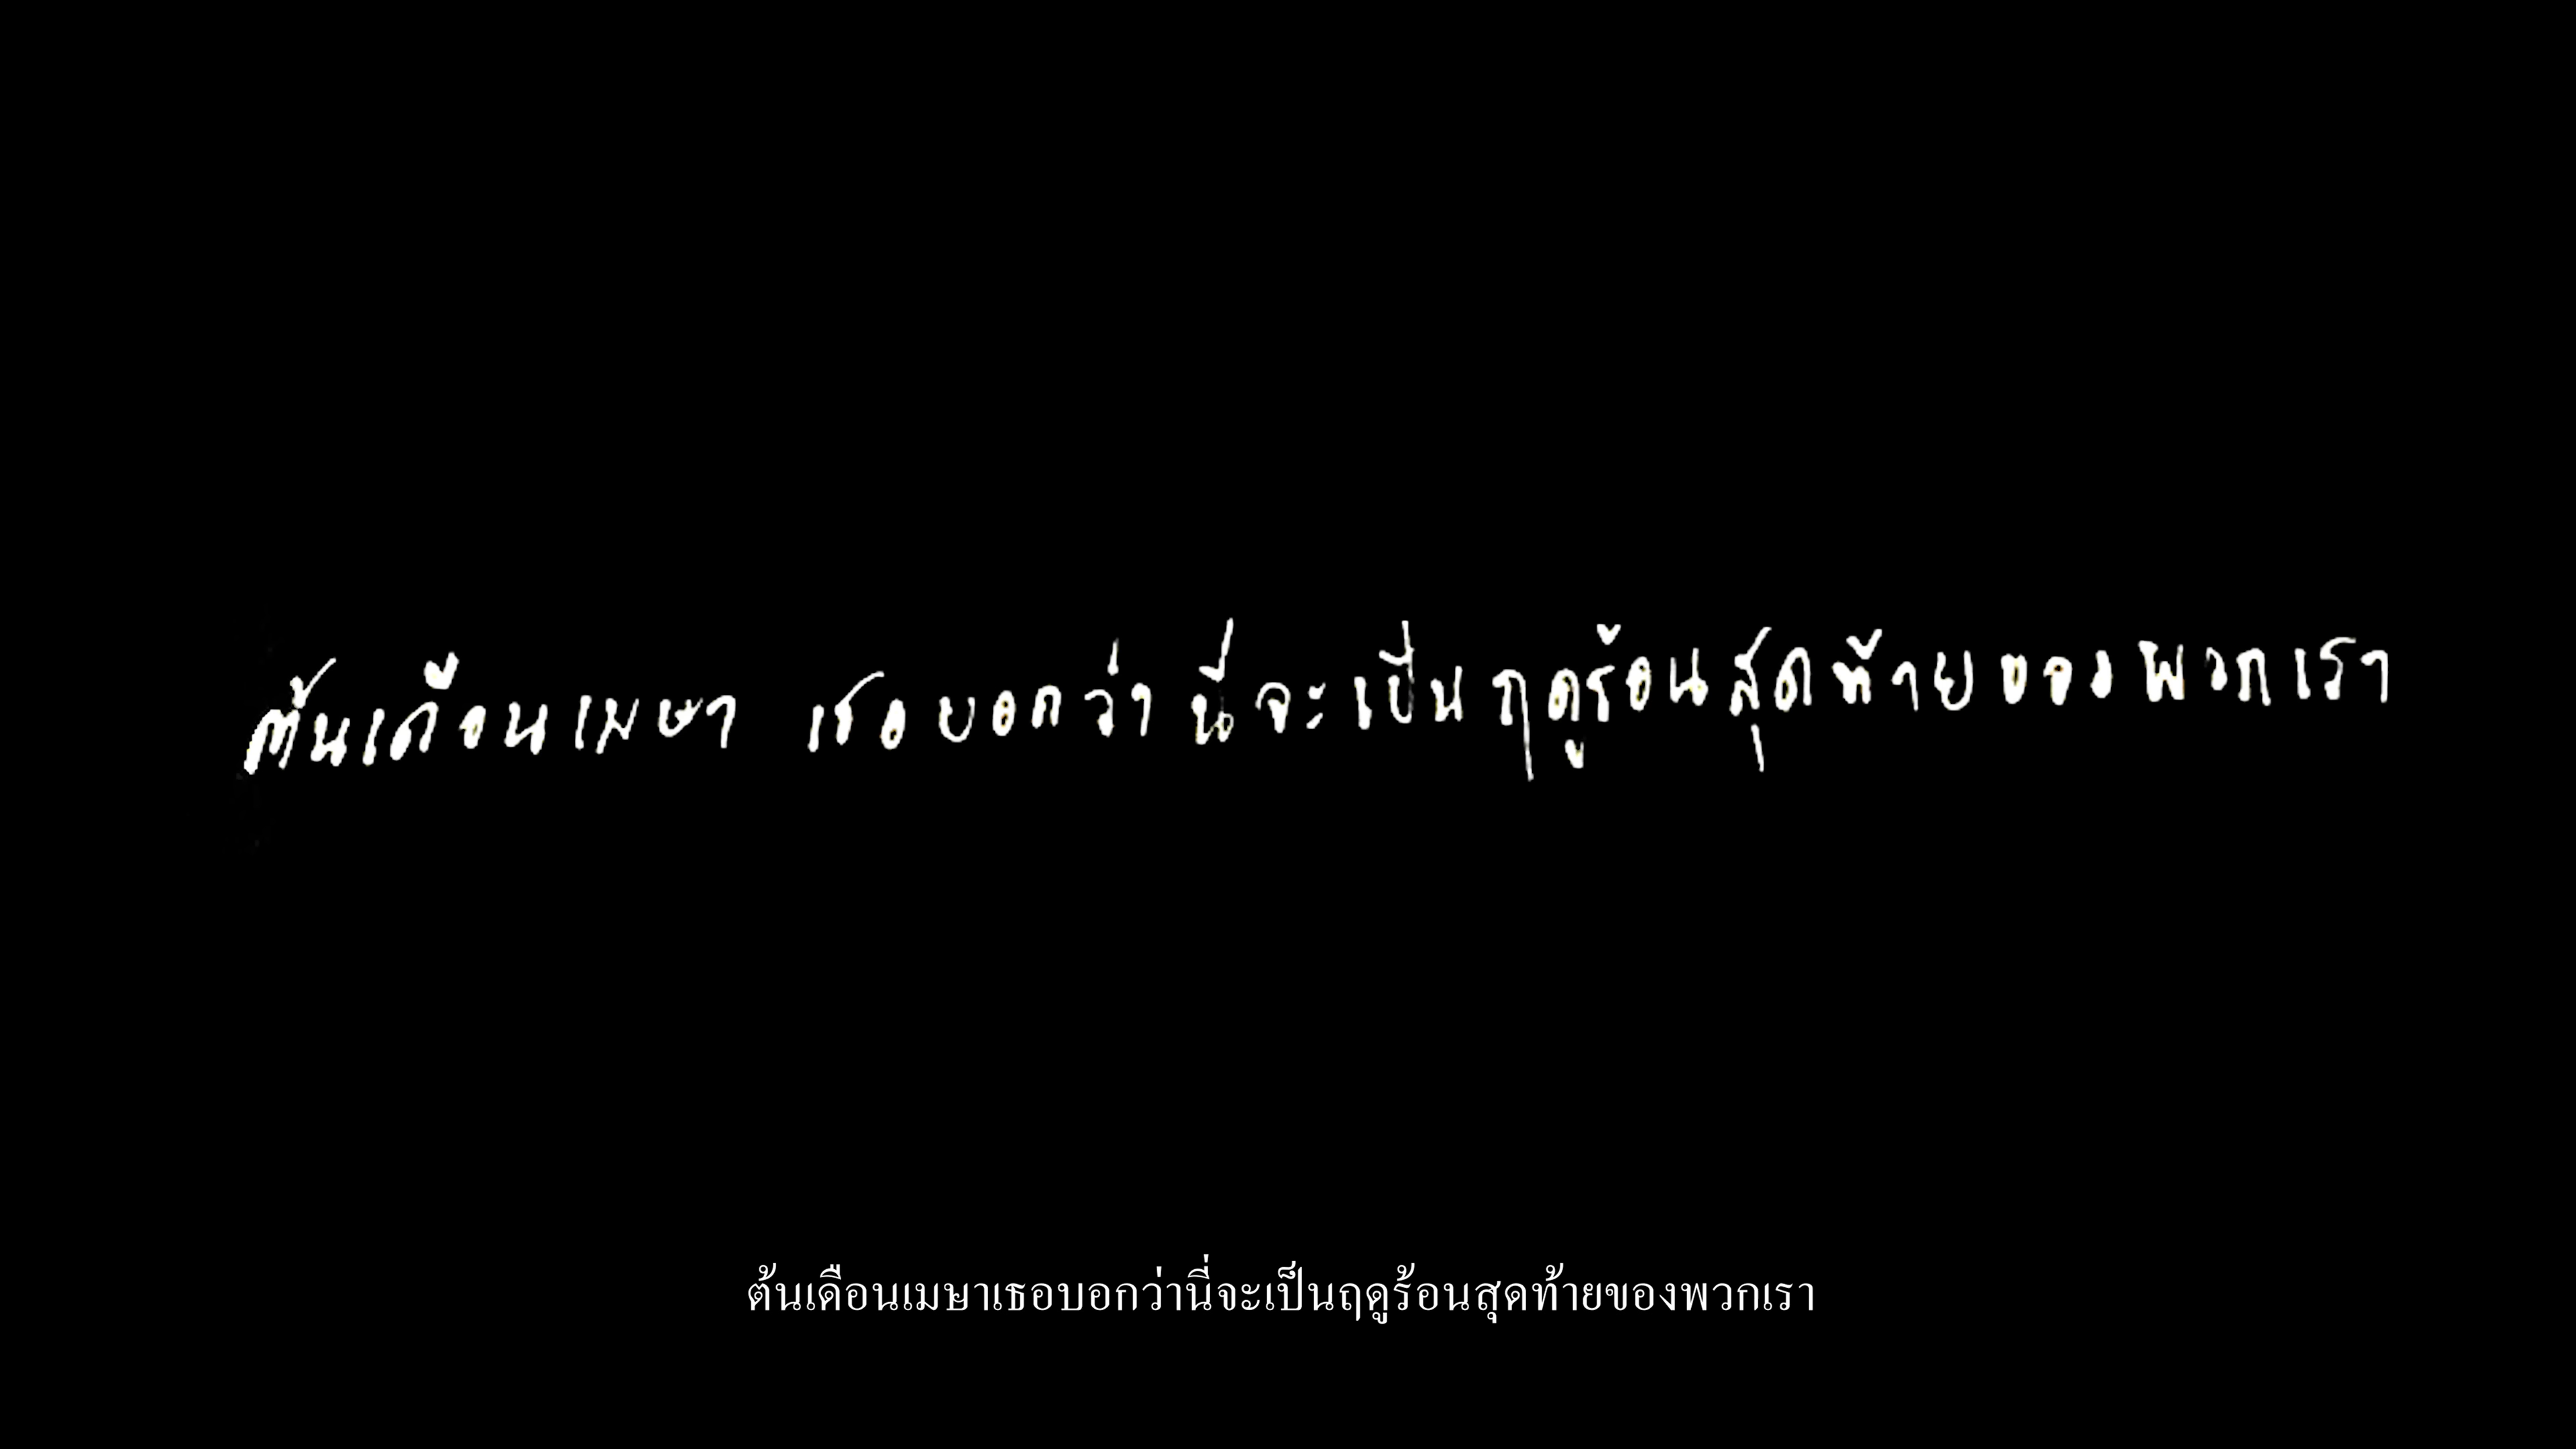 ต้นเดือนเมษา เธอบอกว่า นี่จะเป็นฤดูร้อนสุดท้ายของพวกเรา
ต้นเดือนเมษาเธอบอกว่านี่จะเป็นฤดูร้อนสุดท้ายของพวกเรา